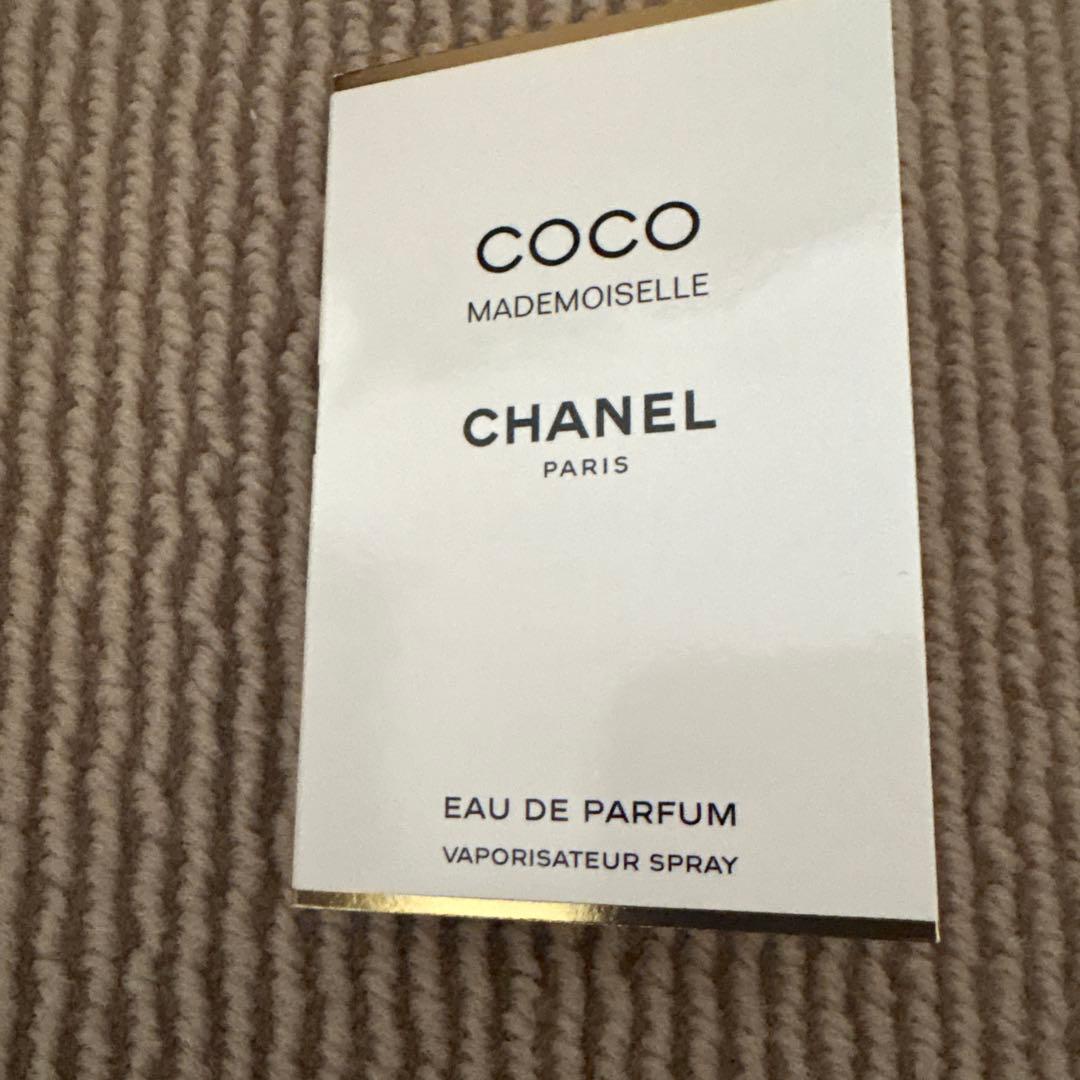 COCO
MADEMOISELLE
CHANEL
PARIS
EAU DE PARFUM
VAPORISATEUR SPRAY